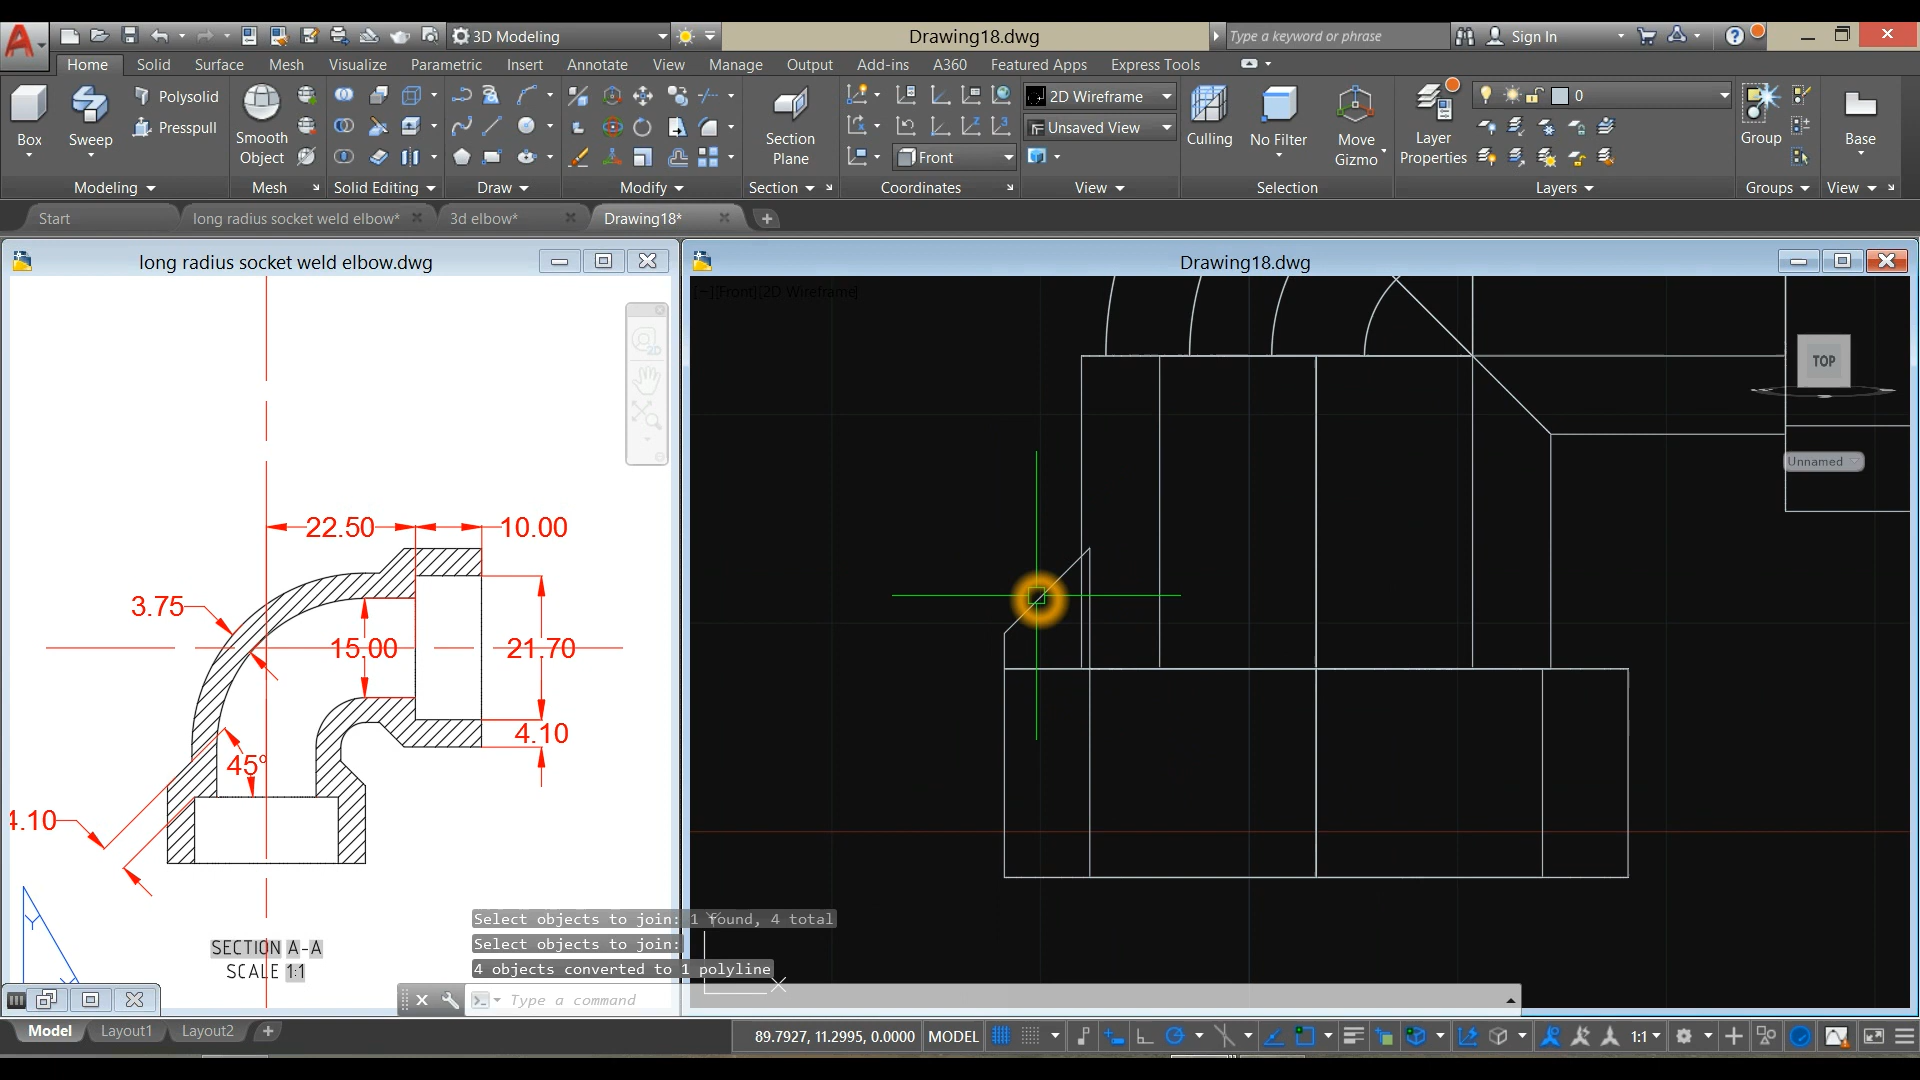 3D Modeling
Drawing18.dwg
Type a keyword or phrase
Sign In
Home Solid Surface Mesh Visualize Parametric Insert Annotate View Manage Output Add-ins A360 Featured Apps Express Tools
Box
Sweep
Polysolid
Presspull
Smooth Object
Section Plane
Front
2D Wireframe
Unsaved View
Culling
No Filter
Move Gizmo
Layer Properties
0
Group
Base
Modeling Mesh Solid Editing Draw Modify Section Coordinates View Selection Layers Groups View
Start long radius socket weld elbow* 3d elbow* Drawing18*
long radius socket weld elbow.dwg
Drawing18.dwg
[−][Front][2D Wireframe]
2D
TOP
Unnamed
22.50
10.00
3.75
15.00
21.70
4.10
45°
4.10
SECTION A-A
SCALE 1:1
Y
Select objects to join: 1 found, 4 total
Select objects to join:
4 objects converted to 1 polyline
Type a command
Model Layout1 Layout2
89.7927, 11.2995, 0.0000 MODEL 1:1